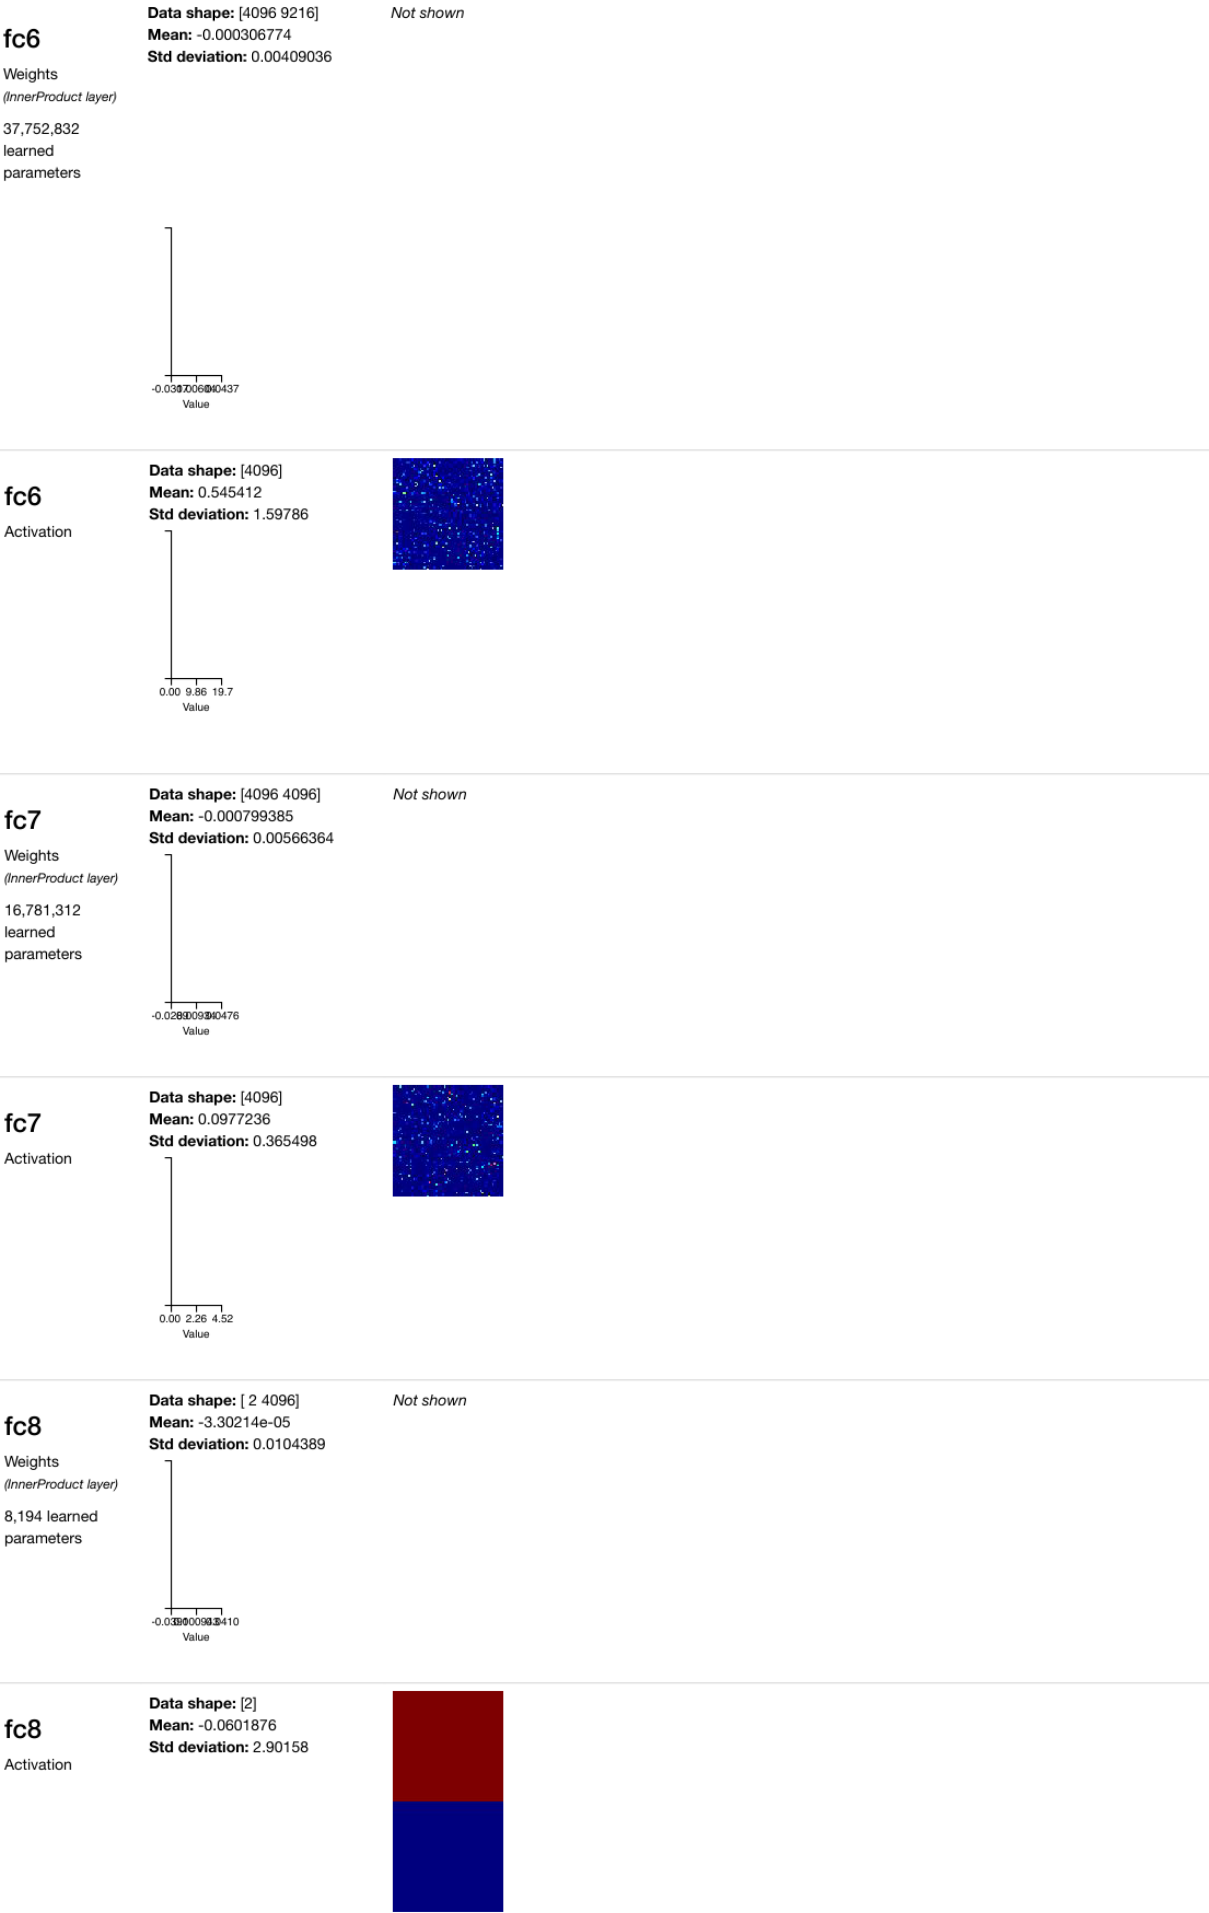 fc6
Weights
(InnerProduct layer)
37,752,832
learned
parameters
Data shape: [4096 9216]
Mean: -0.000306774
Std deviation: 0.00409036
Not shown
Value
fc6
Activation
Data shape: [4096]
Mean: 0.545412
Std deviation: 1.59786
0.00 9.86 19.7
Value
fc7
Weights
(InnerProduct layer)
16,781,312
learned
parameters
Data shape: [4096 4096]
Mean: -0.000799385
Std deviation: 0.00566364
Not shown
Value
fc7
Activation
Data shape: [4096]
Mean: 0.0977236
Std deviation: 0.365498
0.00 2.26 4.52
Value
fc8
Weights
(InnerProduct layer)
8,194 learned
parameters
Data shape: [ 2 4096]
Mean: -3.30214e-05
Std deviation: 0.0104389
Not shown
Value
fc8
Activation
Data shape: [2]
Mean: -0.0601876
Std deviation: 2.90158